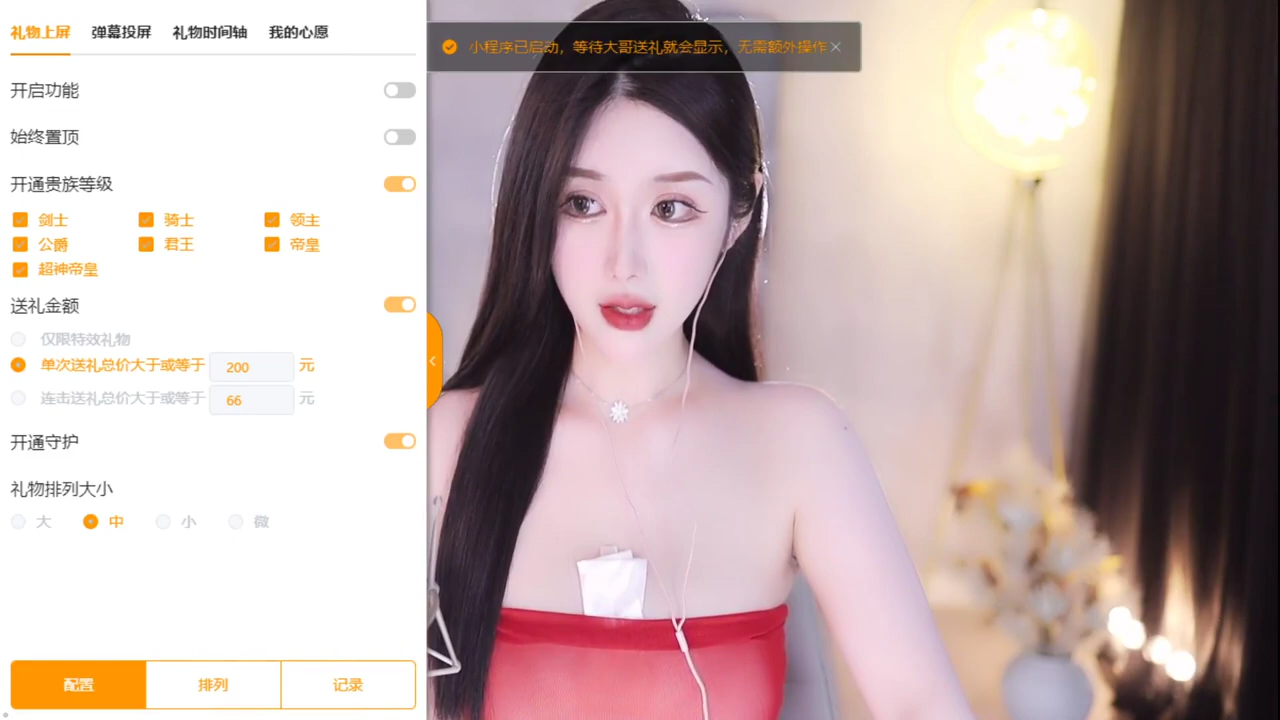 礼物上屏 弹幕投屏 礼物时间轴 我的心愿
小程序已启动，等待大哥送礼就会显示，无需额外操作
开启功能
始终置顶
开通贵族等级
剑士 骑士 领主
公爵 君王 帝皇
超神帝皇
送礼金额
仅限特效礼物
单次送礼总价大于或等于 200 元
连击送礼总价大于或等于 66 元
开通守护
礼物排列大小
大 中 小 微
配置 排列 记录